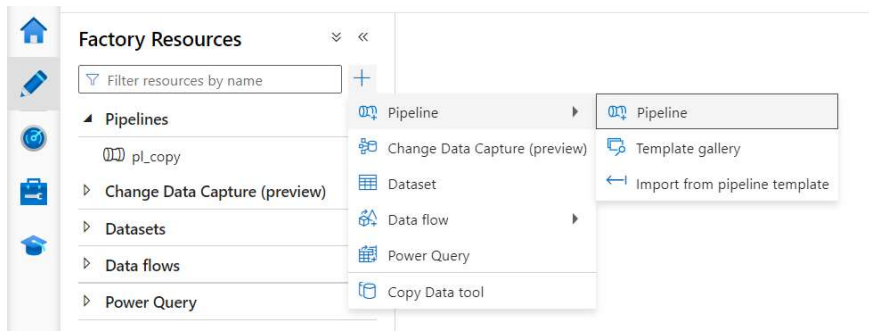 Factory Resources
Filter resources by name
Pipelines
pl_copy
Change Data Capture (preview)
Datasets
Data flows
Power Query
Pipeline
Change Data Capture (preview)
Dataset
Data flow
Power Query
Copy Data tool
Pipeline
Template gallery
Import from pipeline template